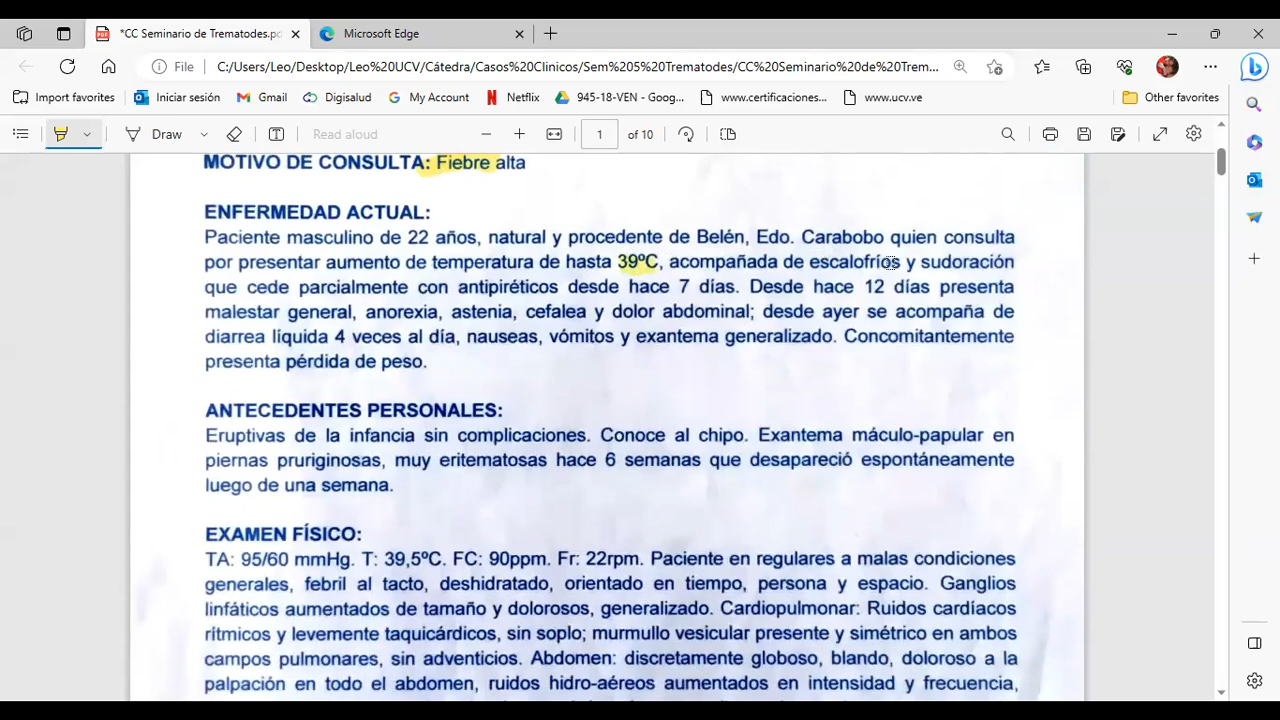 *CC Seminario de Trematodes.pd
Microsoft Edge
File
C:/Users/Leo/Desktop/Leo%20UCV/Cátedra/Casos%20Clinicos/Sem%205%20Trematodes/CC%20Seminario%20de%20Trem...
Import favorites
Iniciar sesión
Gmail
Digisalud
My Account
Netflix
945-18-VEN - Goog...
www.certificaciones...
www.ucv.ve
Other favorites
Draw
Read aloud
1
of 10
MOTIVO DE CONSULTA: Fiebre alta
ENFERMEDAD ACTUAL:
Paciente masculino de 22 años, natural y procedente de Belén, Edo. Carabobo quien consulta
por presentar aumento de temperatura de hasta 39ºC, acompañada de escalofríos y sudoración
que cede parcialmente con antipiréticos desde hace 7 días. Desde hace 12 días presenta
malestar general, anorexia, astenia, cefalea y dolor abdominal; desde ayer se acompaña de
diarrea líquida 4 veces al día, nauseas, vómitos y exantema generalizado. Concomitantemente
presenta pérdida de peso.
ANTECEDENTES PERSONALES:
Eruptivas de la infancia sin complicaciones. Conoce al chipo. Exantema máculo-papular en
piernas pruriginosas, muy eritematosas hace 6 semanas que desapareció espontáneamente
luego de una semana.
EXAMEN FÍSICO:
TA: 95/60 mmHg. T: 39,5ºC. FC: 90ppm. Fr: 22rpm. Paciente en regulares a malas condiciones
generales, febril al tacto, deshidratado, orientado en tiempo, persona y espacio. Ganglios
linfáticos aumentados de tamaño y dolorosos, generalizado. Cardiopulmonar: Ruidos cardíacos
rítmicos y levemente taquicárdicos, sin soplo; murmullo vesicular presente y simétrico en ambos
campos pulmonares, sin adventicios. Abdomen: discretamente globoso, blando, doloroso a la
palpación en todo el abdomen, ruidos hidro-aéreos aumentados en intensidad y frecuencia,